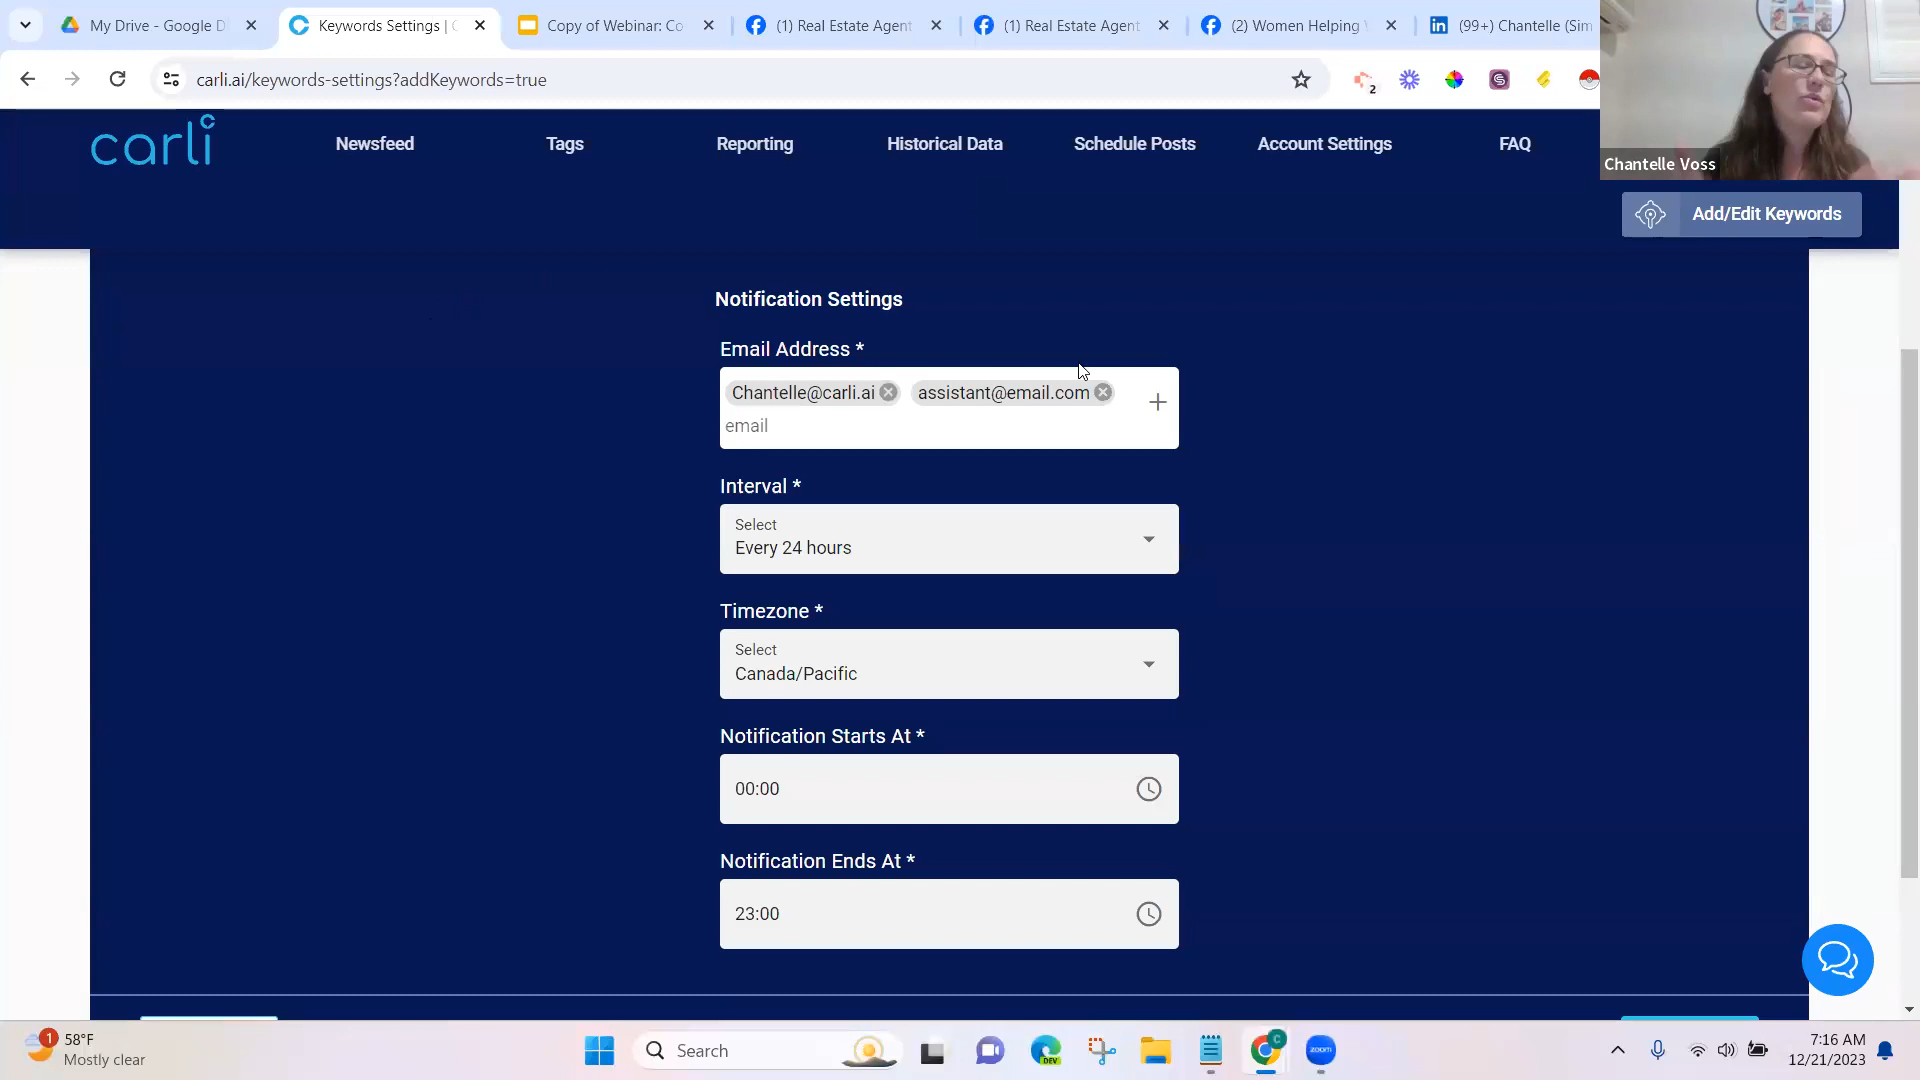 My Drive - Google D
Keywords Settings | C
Copy of Webinar: Co
(1) Real Estate Agent
(1) Real Estate Agent
(2) Women Helping
(99+) Chantelle (Sim
carli.ai/keywords-settings?addKeywords=true
2
carli
Newsfeed
Tags
Reporting
Historical Data
Schedule Posts
Account Settings
FAQ
Chantelle Voss
Add/Edit Keywords
Notification Settings
Email Address *
Chantelle@carli.ai
assistant@email.com
email
Interval *
Select
Every 24 hours
Timezone *
Select
Canada/Pacific
Notification Starts At *
00:00
Notification Ends At *
23:00
1
58°F
Mostly clear
Search
DEV
C
zoom
7:16 AM
12/21/2023